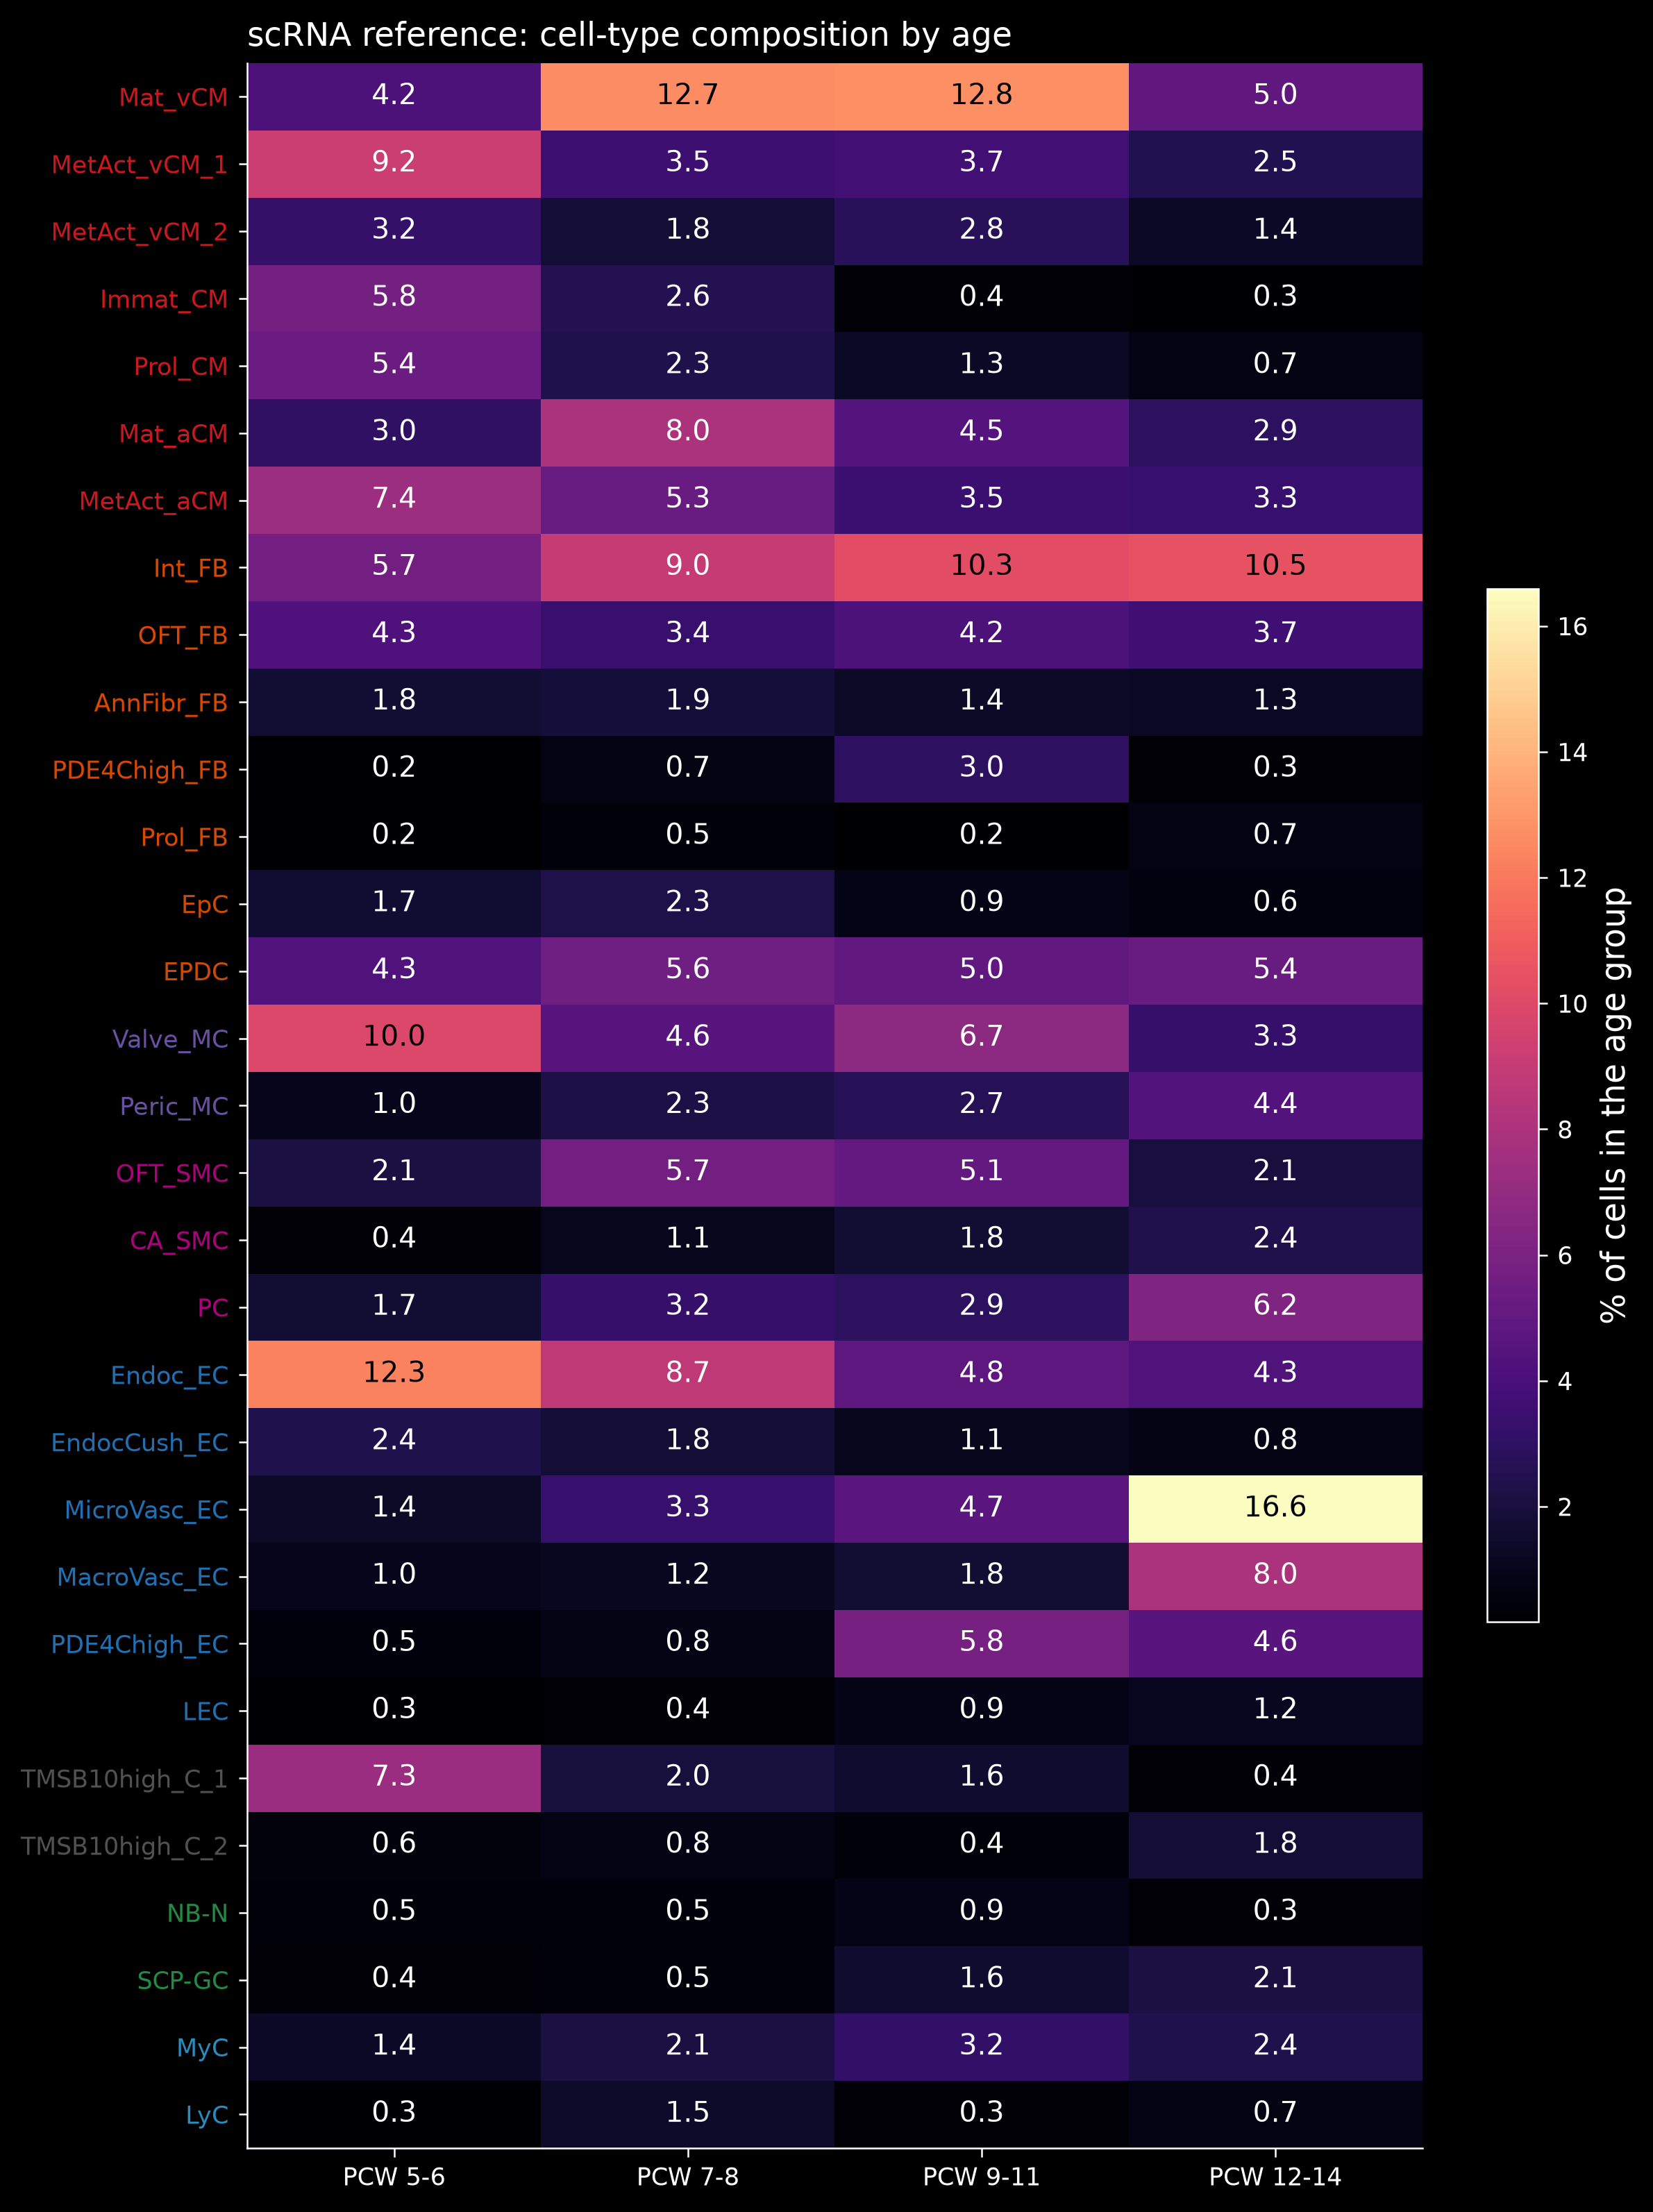 scRNA reference: cell-type composition by age
Mat_vCM 4.2 12.7 12.8 5.0
MetAct_vCM_1 9.2 3.5 3.7 2.5
MetAct_vCM_2 3.2 1.8 2.8 1.4
Immat_CM 5.8 2.6 0.4 0.3
Prol_CM 5.4 2.3 1.3 0.7
Mat_aCM 3.0 8.0 4.5 2.9
MetAct_aCM 7.4 5.3 3.5 3.3
Int_FB 5.7 9.0 10.3 10.5
OFT_FB 4.3 3.4 4.2 3.7
AnnFibr_FB 1.8 1.9 1.4 1.3
PDE4Chigh_FB 0.2 0.7 3.0 0.3
Prol_FB 0.2 0.5 0.2 0.7
EpC 1.7 2.3 0.9 0.6
EPDC 4.3 5.6 5.0 5.4
Valve_MC 10.0 4.6 6.7 3.3
Peric_MC 1.0 2.3 2.7 4.4
OFT_SMC 2.1 5.7 5.1 2.1
CA_SMC 0.4 1.1 1.8 2.4
PC 1.7 3.2 2.9 6.2
Endoc_EC 12.3 8.7 4.8 4.3
EndocCush_EC 2.4 1.8 1.1 0.8
MicroVasc_EC 1.4 3.3 4.7 16.6
MacroVasc_EC 1.0 1.2 1.8 8.0
PDE4Chigh_EC 0.5 0.8 5.8 4.6
LEC 0.3 0.4 0.9 1.2
TMSB10high_C_1 7.3 2.0 1.6 0.4
TMSB10high_C_2 0.6 0.8 0.4 1.8
NB-N 0.5 0.5 0.9 0.3
SCP-GC 0.4 0.5 1.6 2.1
MyC 1.4 2.1 3.2 2.4
LyC 0.3 1.5 0.3 0.7
PCW 5-6 PCW 7-8 PCW 9-11 PCW 12-14
16
14
12
10
8
6
4
2
% of cells in the age group